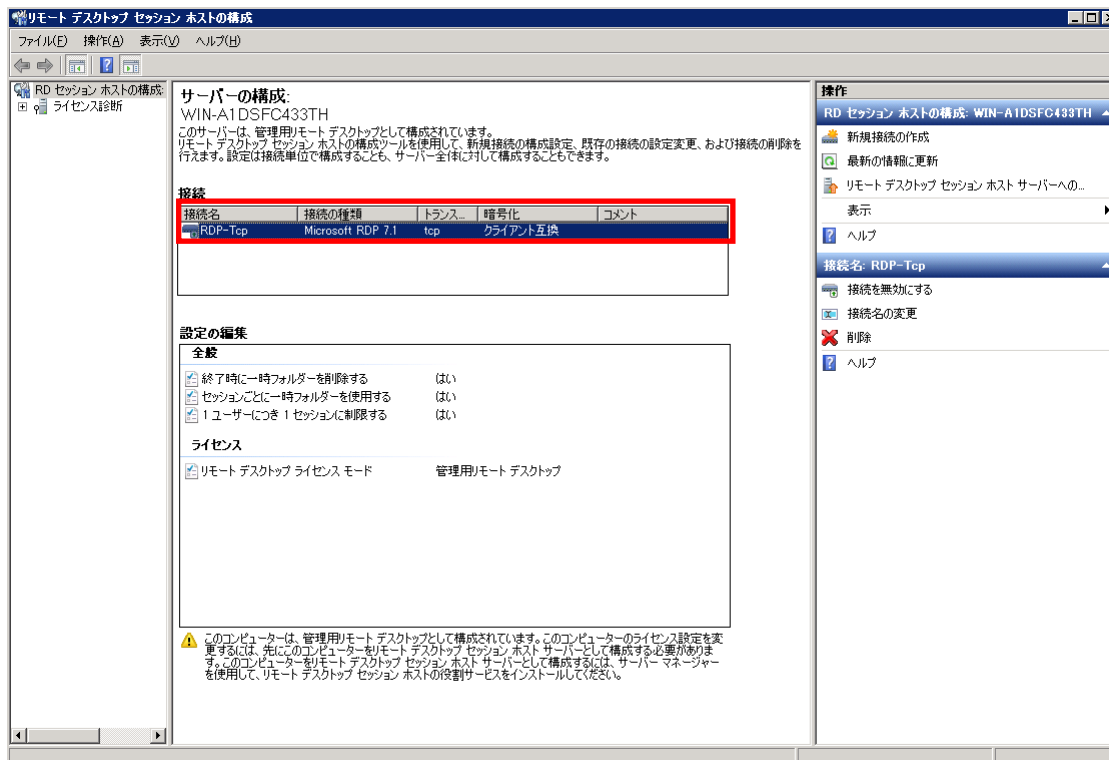 リモート デスクトップ セッション ホストの構成
ファイル(F) 操作(A) 表示(V) ヘルプ(H)
RD セッション ホストの構成:
ライセンス診断
サーバーの構成:
WIN-A1DSFC433TH
このサーバーは、管理用リモート デスクトップとして構成されています。
リモート デスクトップ セッション ホストの構成ツールを使用して、新規接続の構成設定、既存の接続の設定変更、および接続の削除を
行えます。設定は接続単位で構成することも、サーバー全体に対して構成することもできます。
接続
接続名 接続の種類 トランス... 暗号化 コメント
RDP-Tcp Microsoft RDP 7.1 tcp クライアント互換
設定の編集
全般
終了時に一時フォルダーを削除する はい
セッションごとに一時フォルダーを使用する はい
1 ユーザーにつき 1 セッションに制限する はい
ライセンス
リモート デスクトップ ライセンス モード 管理用リモート デスクトップ
このコンピューターは、管理用リモート デスクトップとして構成されています。このコンピューターのライセンス設定を変
更するには、先にこのコンピューターをリモート デスクトップ セッション ホスト サーバーとして構成する必要がありま
す。このコンピューターをリモート デスクトップ セッション ホスト サーバーとして構成するには、サーバー マネージャー
を使用して、リモート デスクトップ セッション ホストの役割サービスをインストールしてください。
操作
RD セッション ホストの構成: WIN-A1DSFC433TH
新規接続の作成
最新の情報に更新
リモート デスクトップ セッション ホスト サーバーへの...
表示
ヘルプ
接続名: RDP-Tcp
接続を無効にする
接続名の変更
削除
ヘルプ